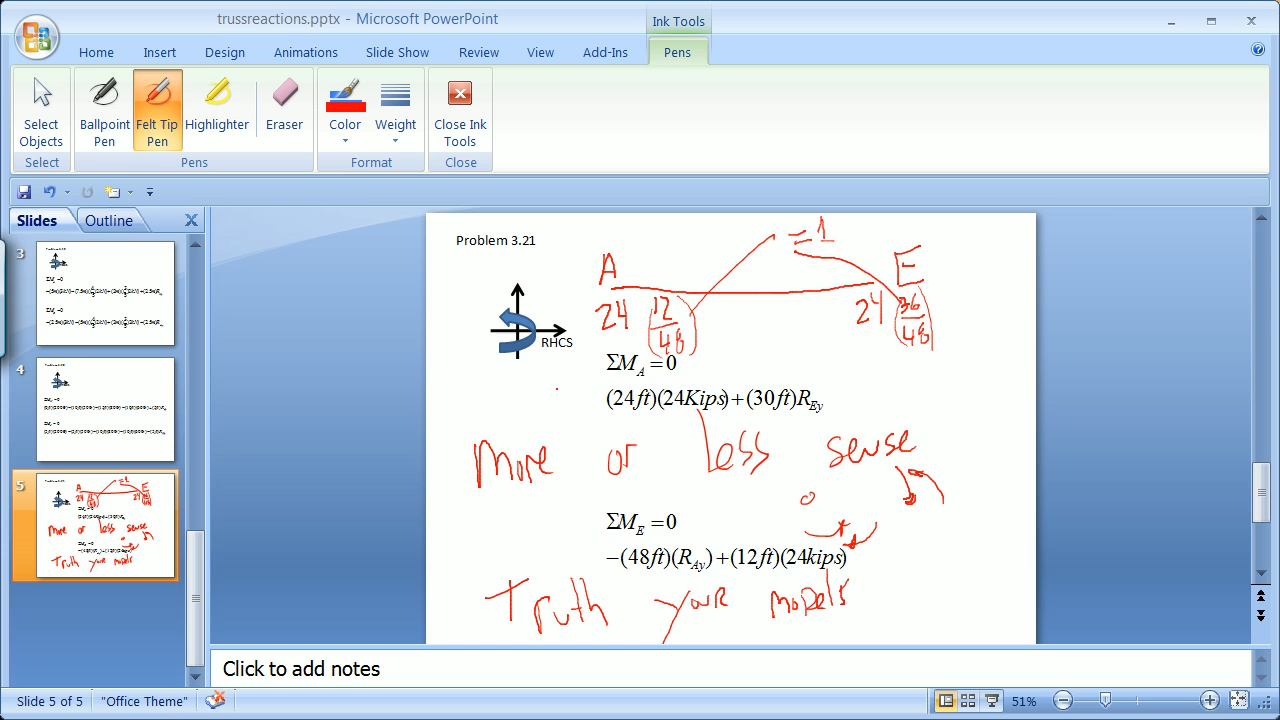 trussreactions.pptx - Microsoft PowerPoint
Ink Tools
Home Insert Design Animations Slide Show Review View Add-Ins Pens
Select Objects
Ballpoint Pen
Felt Tip Pen
Highlighter
Eraser
Color
Weight
Close Ink Tools
Select Pens Format Close
Slides Outline
3
4
5
Problem 3.21
=1
A E
24 (12/48) 24 (36/48)
RHCS
ΣM_A = 0
(24ft)(24Kips)+(30ft)R_Ey
More or less sense
ΣM_E = 0
−(48ft)(R_Ay)+(12ft)(24kips)
Truth your models
Click to add notes
Slide 5 of 5 "Office Theme" 51%